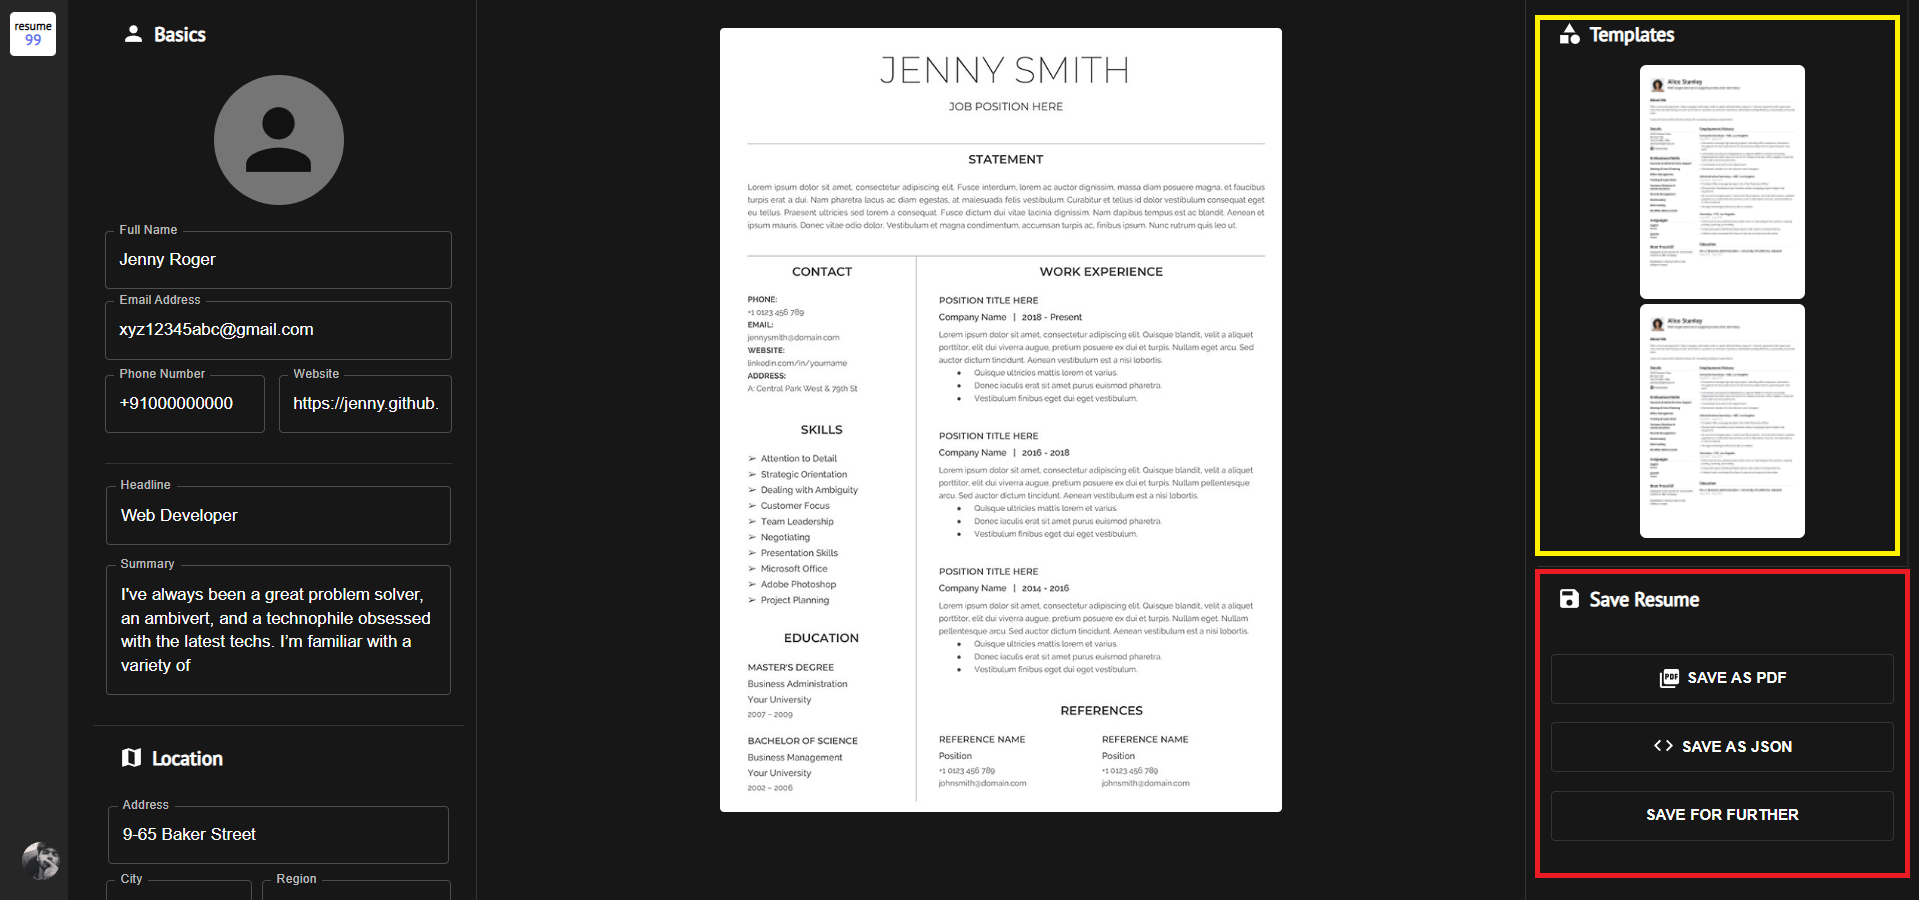 resume
99
Basics
Full Name
Jenny Roger
Email Address
xyz12345abc@gmail.com
Phone Number
+91000000000
Website
https://jenny.github.
Headline
Web Developer
Summary
I've always been a great problem solver,
an ambivert, and a technophile obsessed
with the latest techs. I'm familiar with a
variety of
Location
Address
9-65 Baker Street
City
Region
JENNY SMITH
JOB POSITION HERE
STATEMENT
Lorem ipsum dolor sit amet, consectetur adipiscing elit. Fusce interdum, lorem ac auctor dignissim, massa diam posuere magna, et faucibus
turpis erat a dui. Nam pharetra lacus ac diam egestas, at malesuada felis vestibulum. Curabitur et tellus id dolor vestibulum consequat eget
eu tellus. Praesent ultricies sed lorem a consequat. Fusce dictum dui vitae lacinia dignissim. Nam dapibus tempus est ac blandit. Aenean et
ipsum mauris. Donec vitae odio dolor. Vestibulum et magna condimentum, accumsan turpis ac, finibus ipsum. Nunc rutrum quis leo ut.
CONTACT
PHONE:
+1 0123 456 789
EMAIL:
jennysmith@domain.com
WEBSITE:
linkedin.com/in/yourname
ADDRESS:
A: Central Park West & 79th St
SKILLS
➢ Attention to Detail
➢ Strategic Orientation
➢ Dealing with Ambiguity
➢ Customer Focus
➢ Team Leadership
➢ Negotiating
➢ Presentation Skills
➢ Microsoft Office
➢ Adobe Photoshop
➢ Project Planning
EDUCATION
MASTER'S DEGREE
Business Administration
Your University
2007 – 2009
BACHELOR OF SCIENCE
Business Management
Your University
2002 – 2006
WORK EXPERIENCE
POSITION TITLE HERE
Company Name | 2018 - Present
Lorem ipsum dolor sit amet, consectetur adipiscing elit. Quisque blandit, velit a aliquet
porttitor, elit dui viverra augue, pretium posuere ex dui et turpis. Nullam eget arcu. Sed
auctor dictum tincidunt. Aenean vestibulum est a nisi lobortis.
• Quisque ultricies mattis lorem et varius.
• Donec iaculis erat sit amet purus euismod pharetra.
• Vestibulum finibus eget dui eget vestibulum.
POSITION TITLE HERE
Company Name | 2016 - 2018
Lorem ipsum dolor sit amet, consectetur adipiscing elit. Quisque blandit, velit a aliquet
porttitor, elit dui viverra augue, pretium posuere ex dui et turpis. Nullam pellentesque
arcu. Sed auctor dictum tincidunt. Aenean vestibulum est a nisi lobortis.
• Quisque ultricies mattis lorem et varius.
• Donec iaculis erat sit amet purus euismod pharetra.
• Vestibulum finibus eget dui eget vestibulum.
POSITION TITLE HERE
Company Name | 2014 - 2016
Lorem ipsum dolor sit amet, consectetur adipiscing elit. Quisque blandit, velit a aliquet
porttitor, elit dui viverra augue, pretium posuere ex dui et turpis. Nullam
pellentesque arcu. Sed auctor dictum tincidunt. Aenean vestibulum est a nisi lobortis.
• Quisque ultricies mattis lorem et varius.
• Donec iaculis erat sit amet purus euismod pharetra.
• Vestibulum finibus eget dui eget vestibulum.
REFERENCES
REFERENCE NAME
Position
+1 0123 456 789
johnsmith@domain.com
REFERENCE NAME
Position
+1 0123 456 789
johnsmith@domain.com
Templates
Alice Stanley
About Me
Details
Employment History
Languages
Education
Alice Stanley
About Me
Details
Employment History
Languages
Education
Save Resume
PDF SAVE AS PDF
<> SAVE AS JSON
SAVE FOR FURTHER